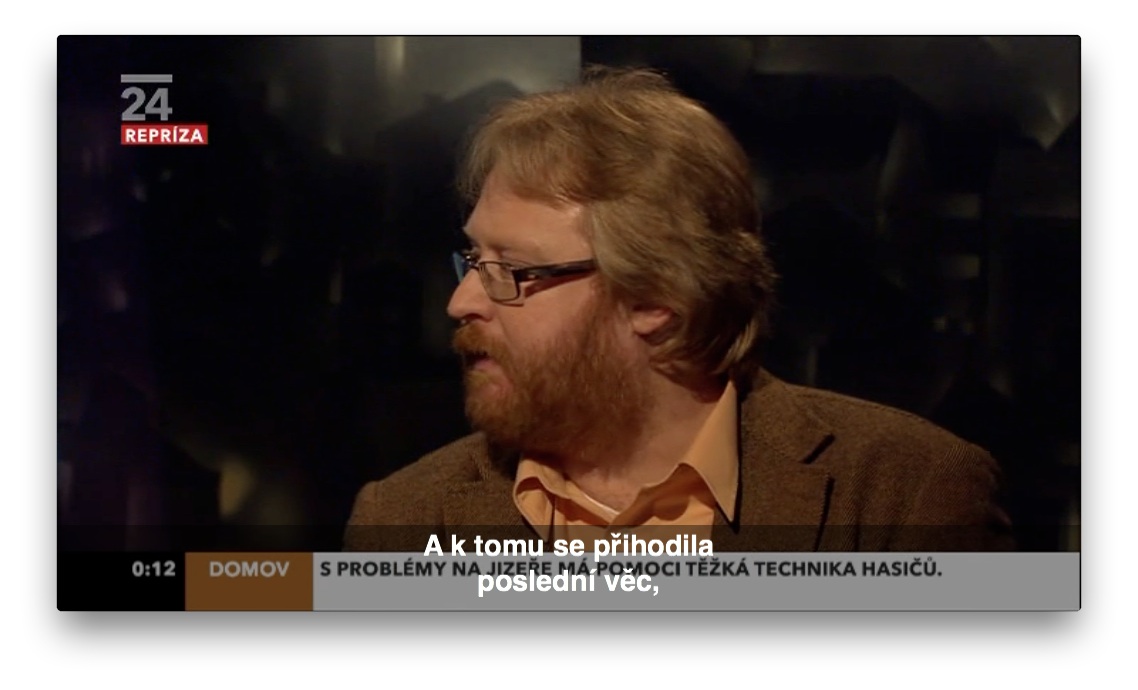 24
REPRÍZA
A k tomu se přihodila
poslední věc,
0:12 DOMOV S PROBLÉMY NA JIZEŘE MÁ POMOCI TĚŽKÁ TECHNIKA HASIČŮ.